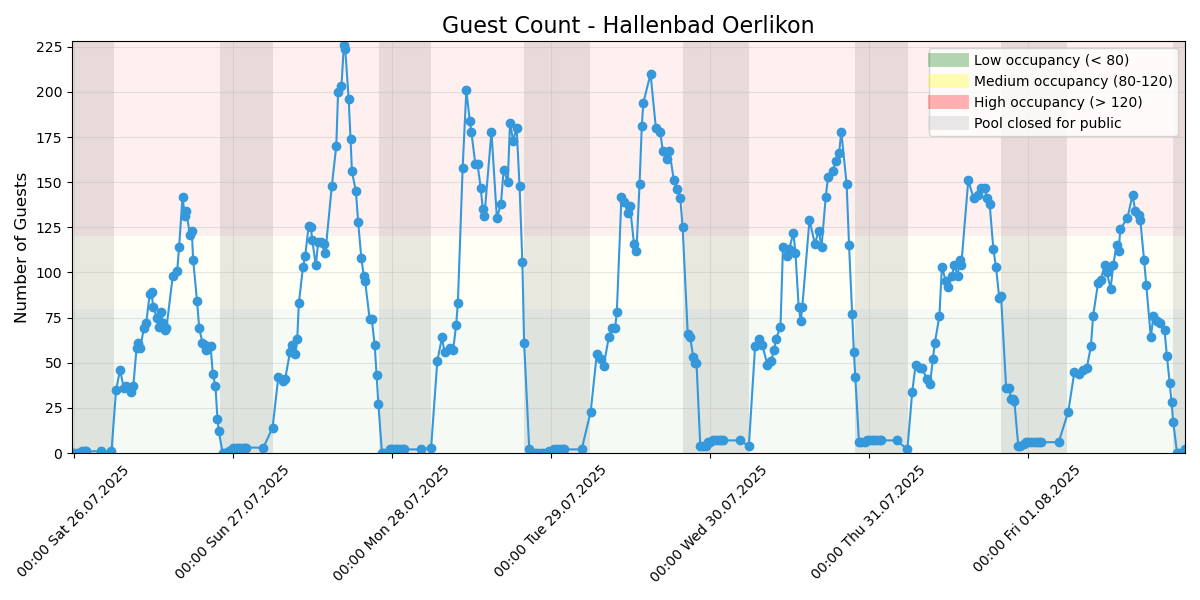 Guest Count - Hallenbad Oerlikon
Number of Guests
225
200
175
150
125
100
75
50
25
0
Low occupancy (< 80)
Medium occupancy (80-120)
High occupancy (> 120)
Pool closed for public
00:00 Sat 26.07.2025
00:00 Sun 27.07.2025
00:00 Mon 28.07.2025
00:00 Tue 29.07.2025
00:00 Wed 30.07.2025
00:00 Thu 31.07.2025
00:00 Fri 01.08.2025